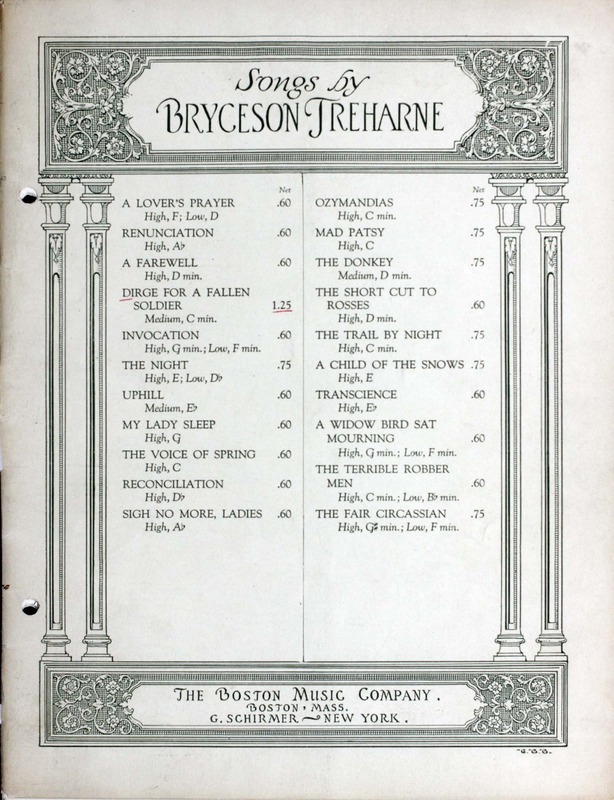 Songs by
BRYCESON TREHARNE
Net
A LOVER'S PRAYER .60
High, F; Low, D
RENUNCIATION .60
High, A♭
A FAREWELL .60
High, D min.
DIRGE FOR A FALLEN
SOLDIER 1.25
Medium, C min.
INVOCATION .60
High, G min.; Low, F min.
THE NIGHT .75
High, E; Low, D♭
UPHILL .60
Medium, E♭
MY LADY SLEEP .60
High, G
THE VOICE OF SPRING .60
High, C
RECONCILIATION .60
High, D♭
SIGH NO MORE, LADIES .60
High, A♭
Net
OZYMANDIAS .75
High, C min.
MAD PATSY .75
High, C
THE DONKEY .75
Medium, D min.
THE SHORT CUT TO
ROSSES .60
High, D min.
THE TRAIL BY NIGHT .75
High, C min.
A CHILD OF THE SNOWS .75
High, E
TRANSCIENCE .60
High, E♭
A WIDOW BIRD SAT
MOURNING .60
High, G min.; Low, F min.
THE TERRIBLE ROBBER
MEN .60
High, C min.; Low, B♭ min.
THE FAIR CIRCASSIAN .75
High, G♯ min.; Low, F min.
THE BOSTON MUSIC COMPANY.
BOSTON, MASS.
G. SCHIRMER~NEW YORK.